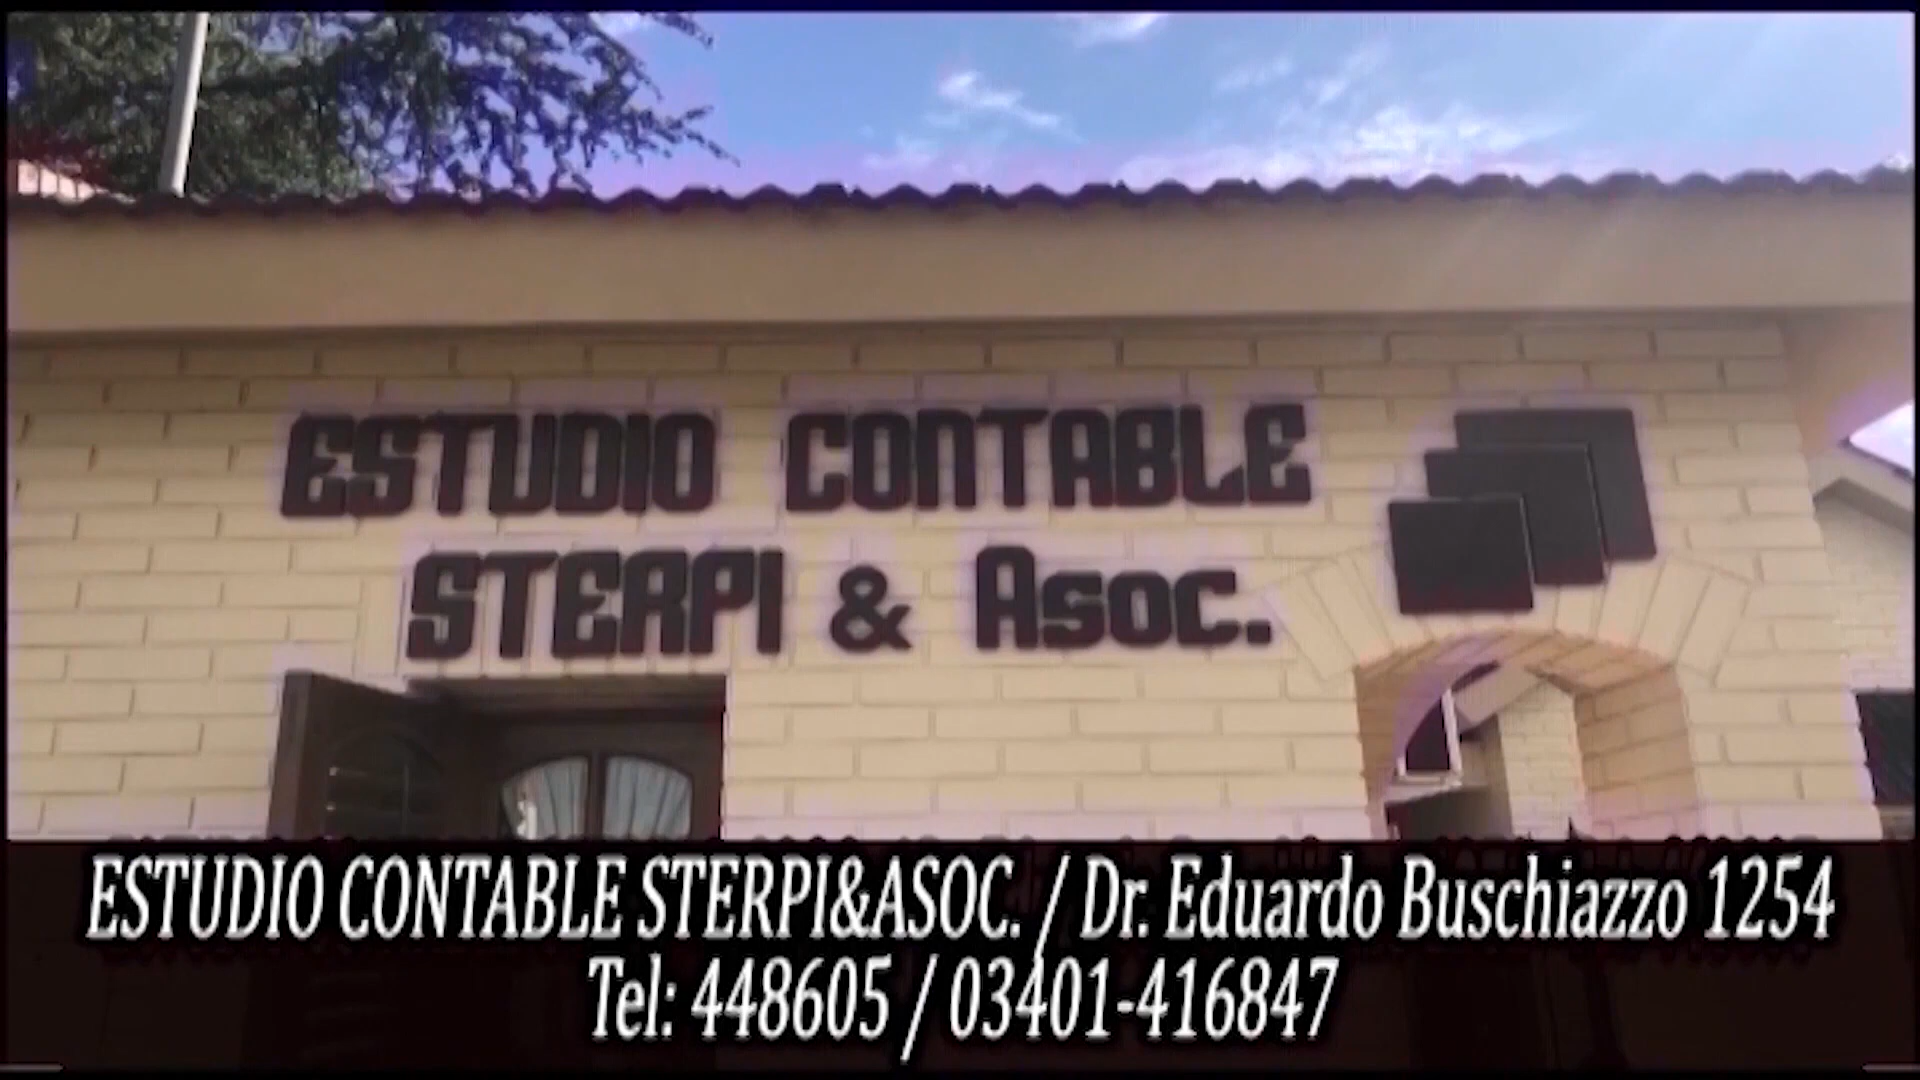 ESTUDIO CONTABLE
STERPI & Asoc.
ESTUDIO CONTABLE STERPI&ASOC. / Dr. Eduardo Buschiazzo 1254
Tel: 448605 / 03401-416847